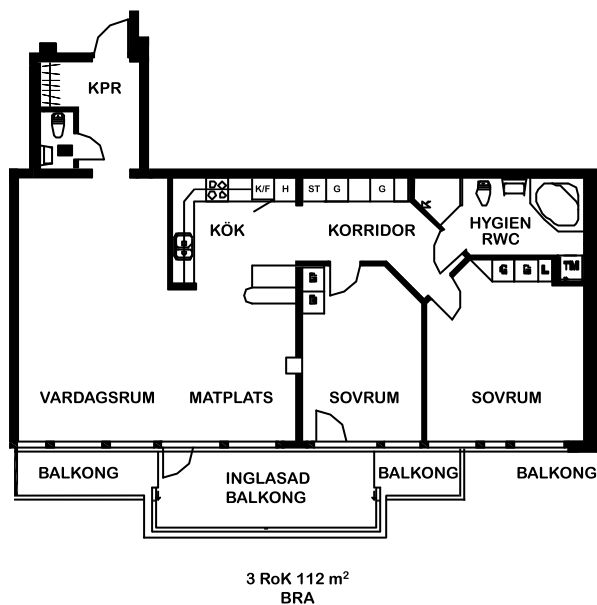 KPR
K/F H ST G G
KÖK
KORRIDOR
K
HYGIEN
RWC
G G L TM
G
G
VARDAGSRUM
MATPLATS
SOVRUM
SOVRUM
BALKONG
INGLASAD
BALKONG
BALKONG
BALKONG
3 RoK 112 m²
BRA